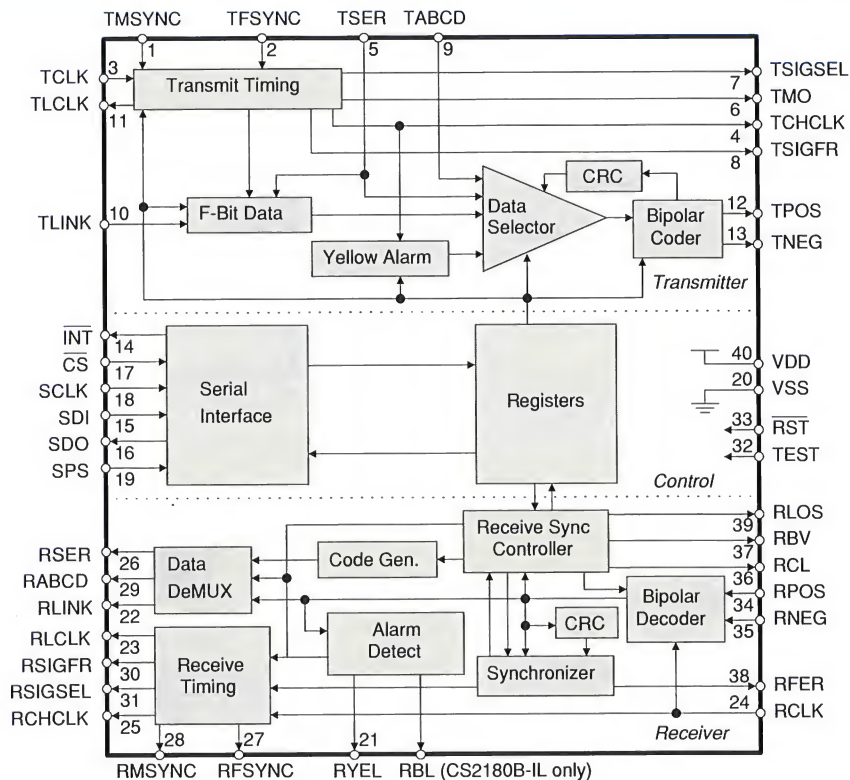 TMSYNC TFSYNC TSER TABCD
1 2 5 9
TCLK 3
TLCLK 11
Transmit Timing
7 TSIGSEL
6 TMO
4 TCHCLK
8 TSIGFR
TLINK 10
F-Bit Data
Yellow Alarm
Data
Selector
CRC
Bipolar
Coder
12 TPOS
13 TNEG
Transmitter
INT 14
CS 17
SCLK 18
SDI 15
SDO 16
SPS 19
Serial
Interface
Registers
40 VDD
20 VSS
33 RST
32 TEST
Control
RSER 26
RABCD 29
RLINK 22
RLCLK 23
RSIGFR 30
RSIGSEL 31
RCHCLK 25
Data
DeMUX
Code Gen.
Receive Sync
Controller
Receive
Timing
Alarm
Detect
CRC
Synchronizer
Bipolar
Decoder
39 RLOS
37 RBV
36 RCL
34 RPOS
35 RNEG
38 RFER
24 RCLK
Receiver
28 27 21
RMSYNC RFSYNC RYEL RBL (CS2180B-IL only)